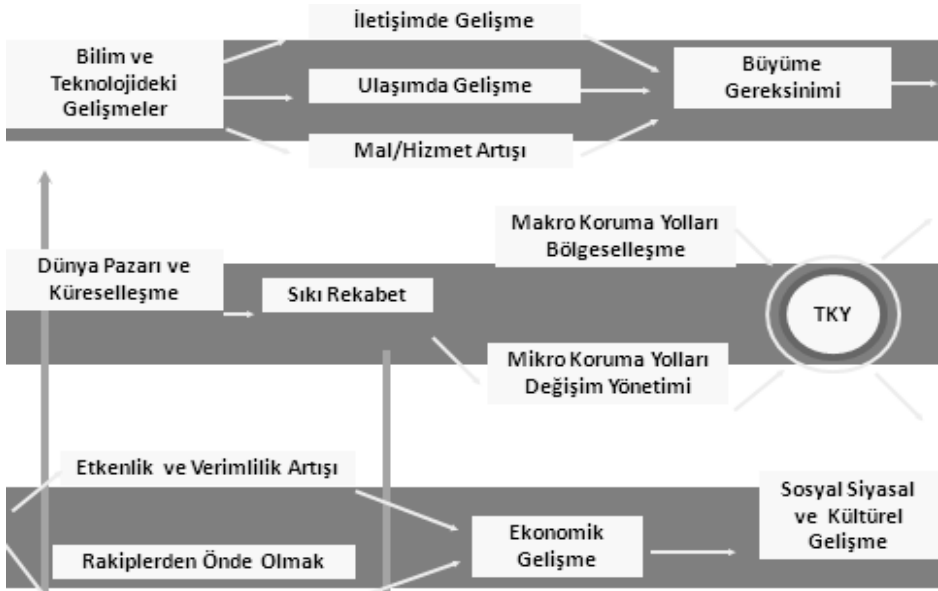 İletişimde Gelişme
Bilim ve
Teknolojideki
Gelişmeler
Ulaşımda Gelişme
Büyüme
Gereksinimi
Mal/Hizmet Artışı
Makro Koruma Yolları
Bölgeselleşme
Dünya Pazarı ve
Küreselleşme
Sıkı Rekabet
TKY
Mikro Koruma Yolları
Değişim Yönetimi
Etkenlik ve Verimlilik Artışı
Sosyal Siyasal
ve Kültürel
Gelişme
Ekonomik
Gelişme
Rakiplerden Önde Olmak